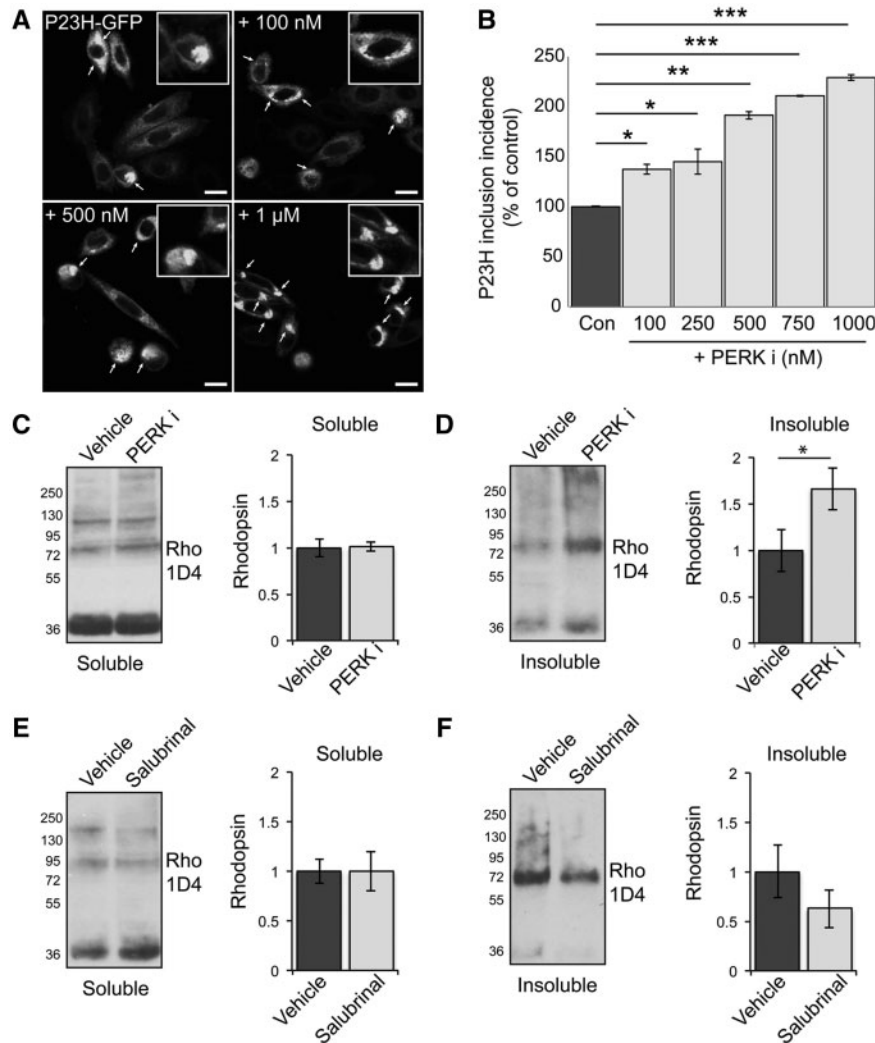 A
P23H-GFP
+ 100 nM
+ 500 nM
+ 1 µM
B
***
***
**
*
*
P23H inclusion incidence
(% of control)
250
200
150
100
50
0
Con 100 250 500 750 1000
+ PERK i (nM)
C
Vehicle PERK i
250
130
95
72
55
36
Rho
1D4
Soluble
Soluble
Rhodopsin
2
1.5
1
0.5
0
Vehicle PERK i
D
Vehicle PERK i
250
130
95
72
55
36
Rho
1D4
Insoluble
Insoluble
*
Rhodopsin
2
1.5
1
0.5
0
Vehicle PERK i
E
Vehicle Salubrinal
250
130
95
72
55
36
Rho
1D4
Soluble
Soluble
Rhodopsin
2
1.5
1
0.5
0
Vehicle Salubrinal
F
Vehicle Salubrinal
250
130
95
72
55
36
Rho
1D4
Insoluble
Insoluble
Rhodopsin
2
1.5
1
0.5
0
Vehicle Salubrinal